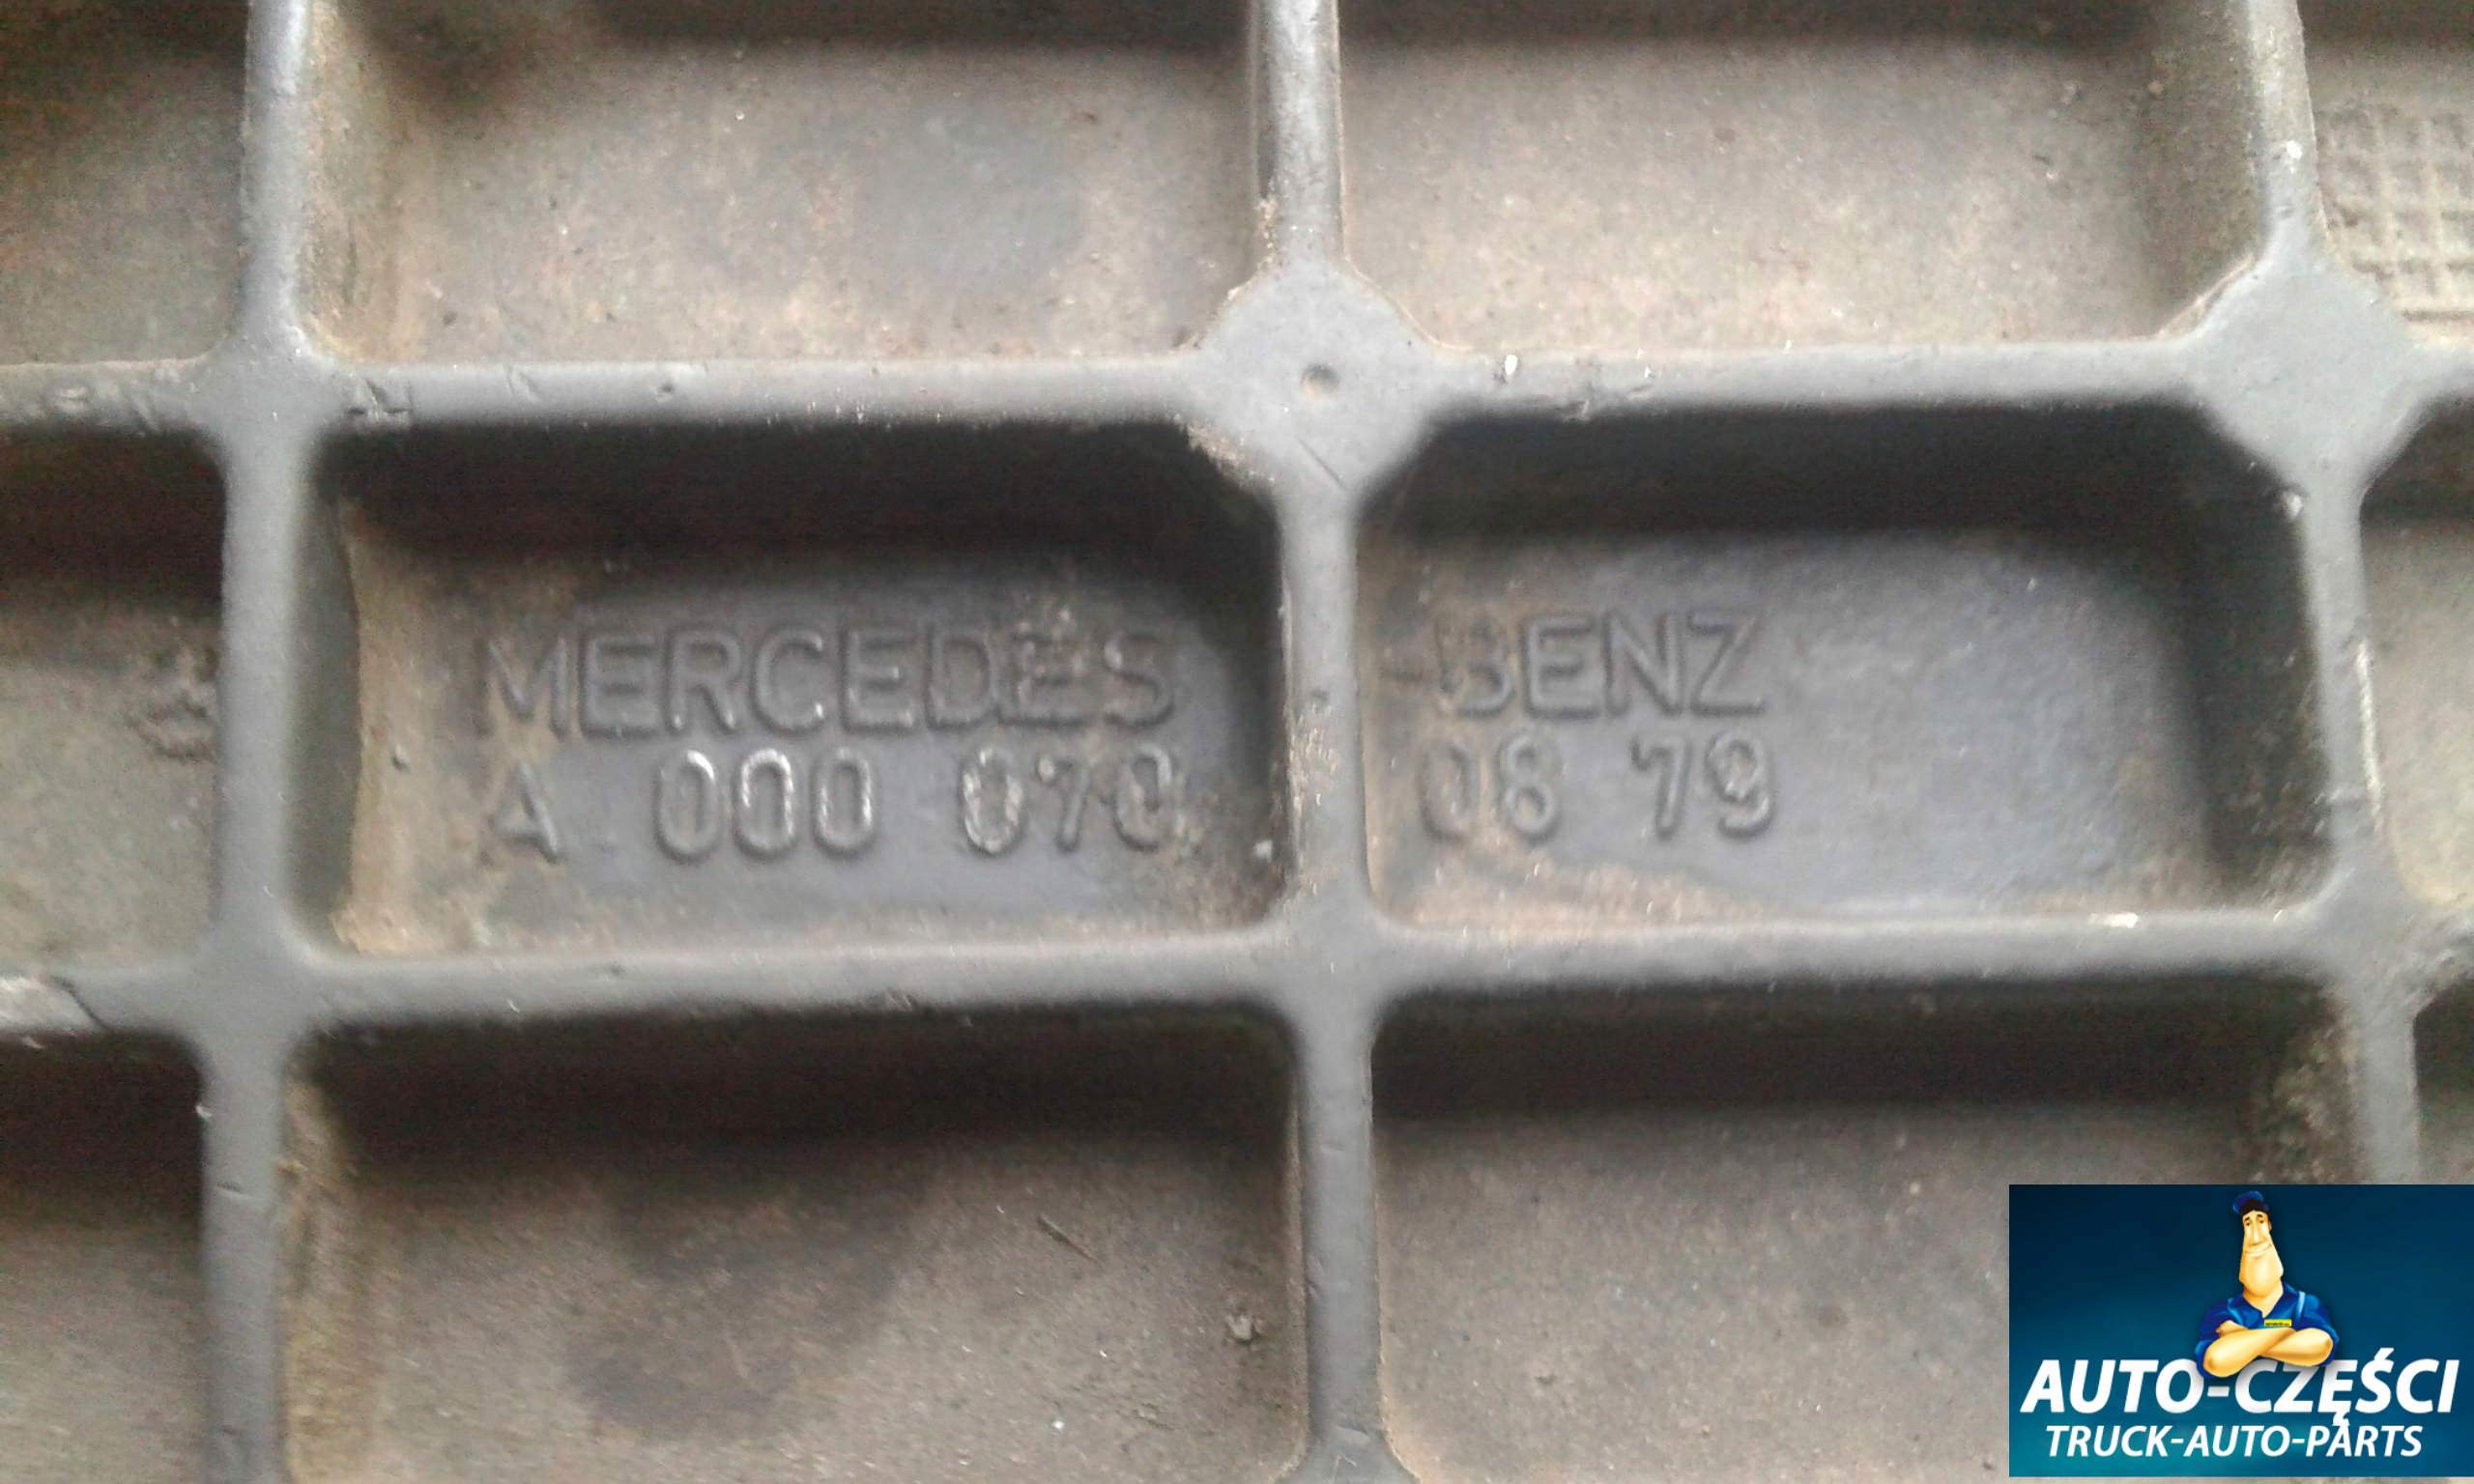 MERCEDES-BENZ
A 000 070 08 79
AUTO-CZĘŚCI
TRUCK-AUTO-PARTS